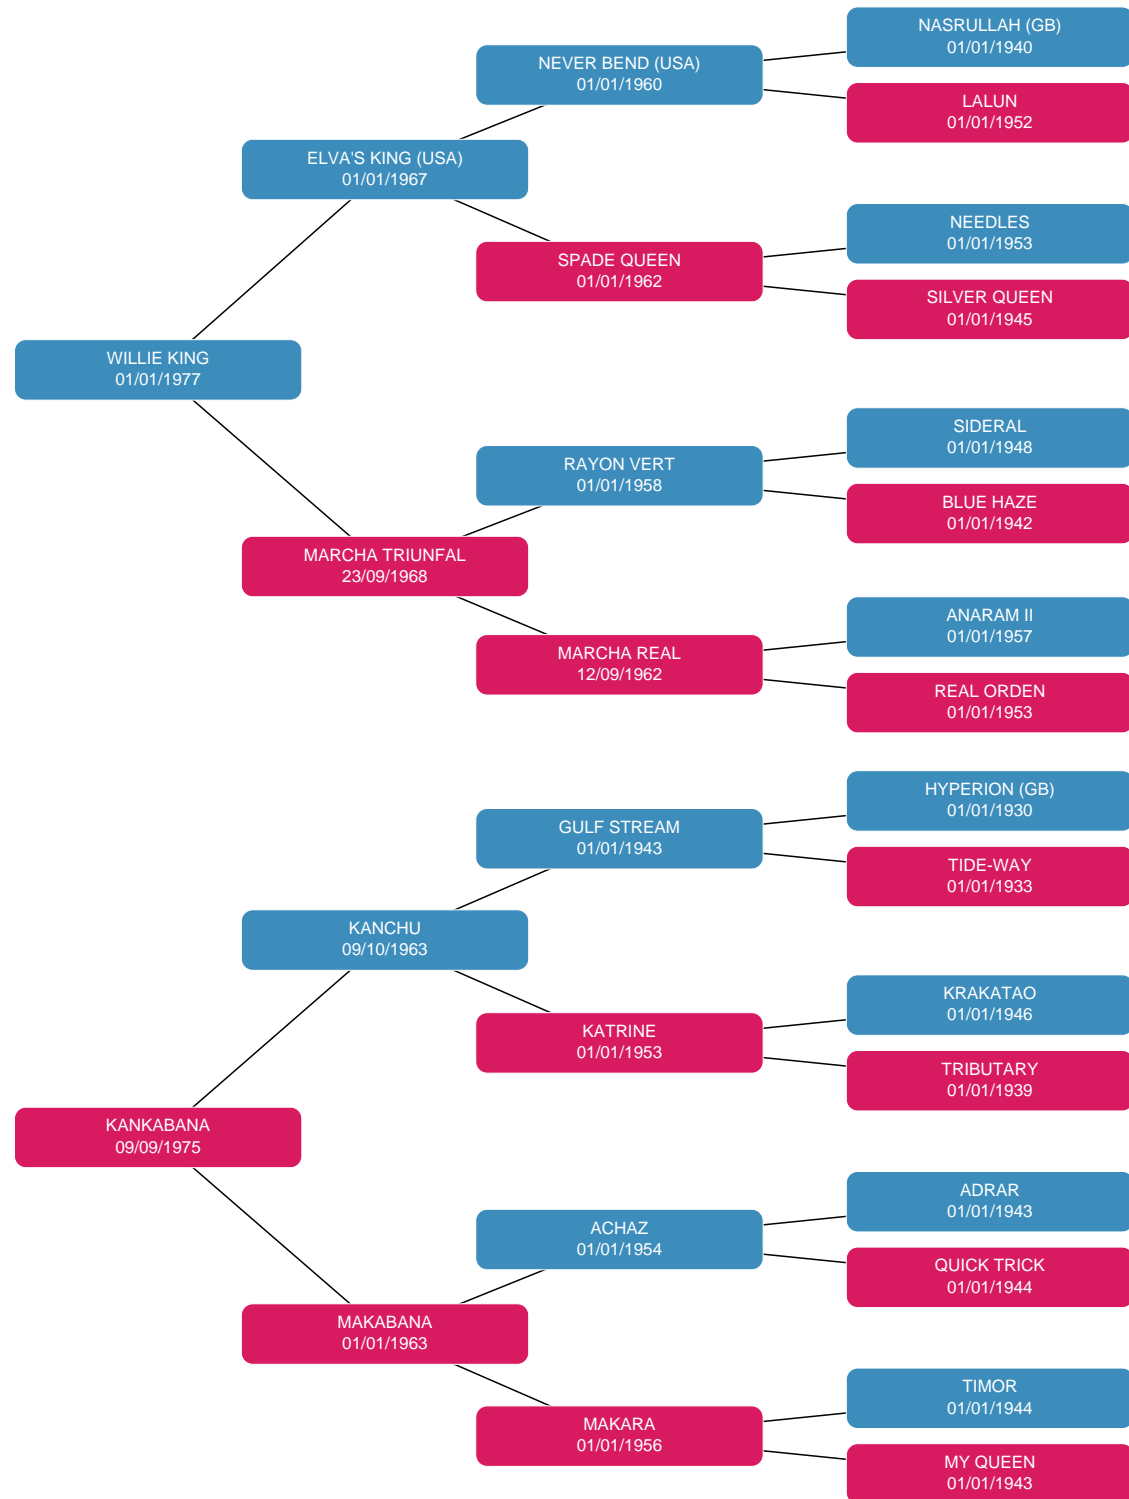 NASRULLAH (GB)
01/01/1940
NEVER BEND (USA)
01/01/1960
LALUN
01/01/1952
ELVA'S KING (USA)
01/01/1967
NEEDLES
01/01/1953
SPADE QUEEN
01/01/1962
SILVER QUEEN
01/01/1945
WILLIE KING
01/01/1977
SIDERAL
01/01/1948
RAYON VERT
01/01/1958
BLUE HAZE
01/01/1942
MARCHA TRIUNFAL
23/09/1968
ANARAM II
01/01/1957
MARCHA REAL
12/09/1962
REAL ORDEN
01/01/1953
HYPERION (GB)
01/01/1930
GULF STREAM
01/01/1943
TIDE-WAY
01/01/1933
KANCHU
09/10/1963
KRAKATAO
01/01/1946
KATRINE
01/01/1953
TRIBUTARY
01/01/1939
KANKABANA
09/09/1975
ADRAR
01/01/1943
ACHAZ
01/01/1954
QUICK TRICK
01/01/1944
MAKABANA
01/01/1963
TIMOR
01/01/1944
MAKARA
01/01/1956
MY QUEEN
01/01/1943